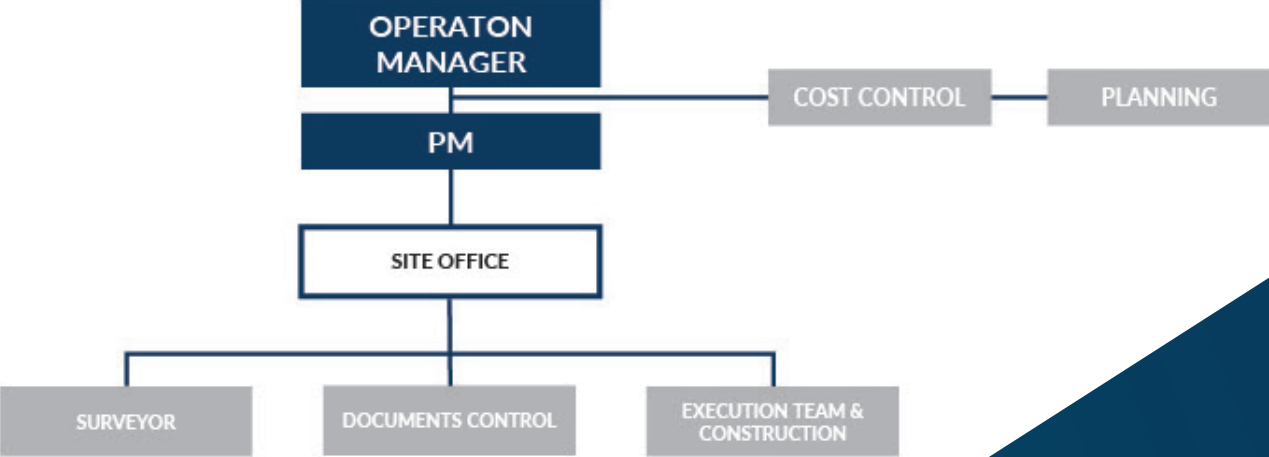 OPERATON
MANAGER
COST CONTROL
PLANNING
PM
SITE OFFICE
SURVEYOR
DOCUMENTS CONTROL
EXECUTION TEAM &
CONSTRUCTION